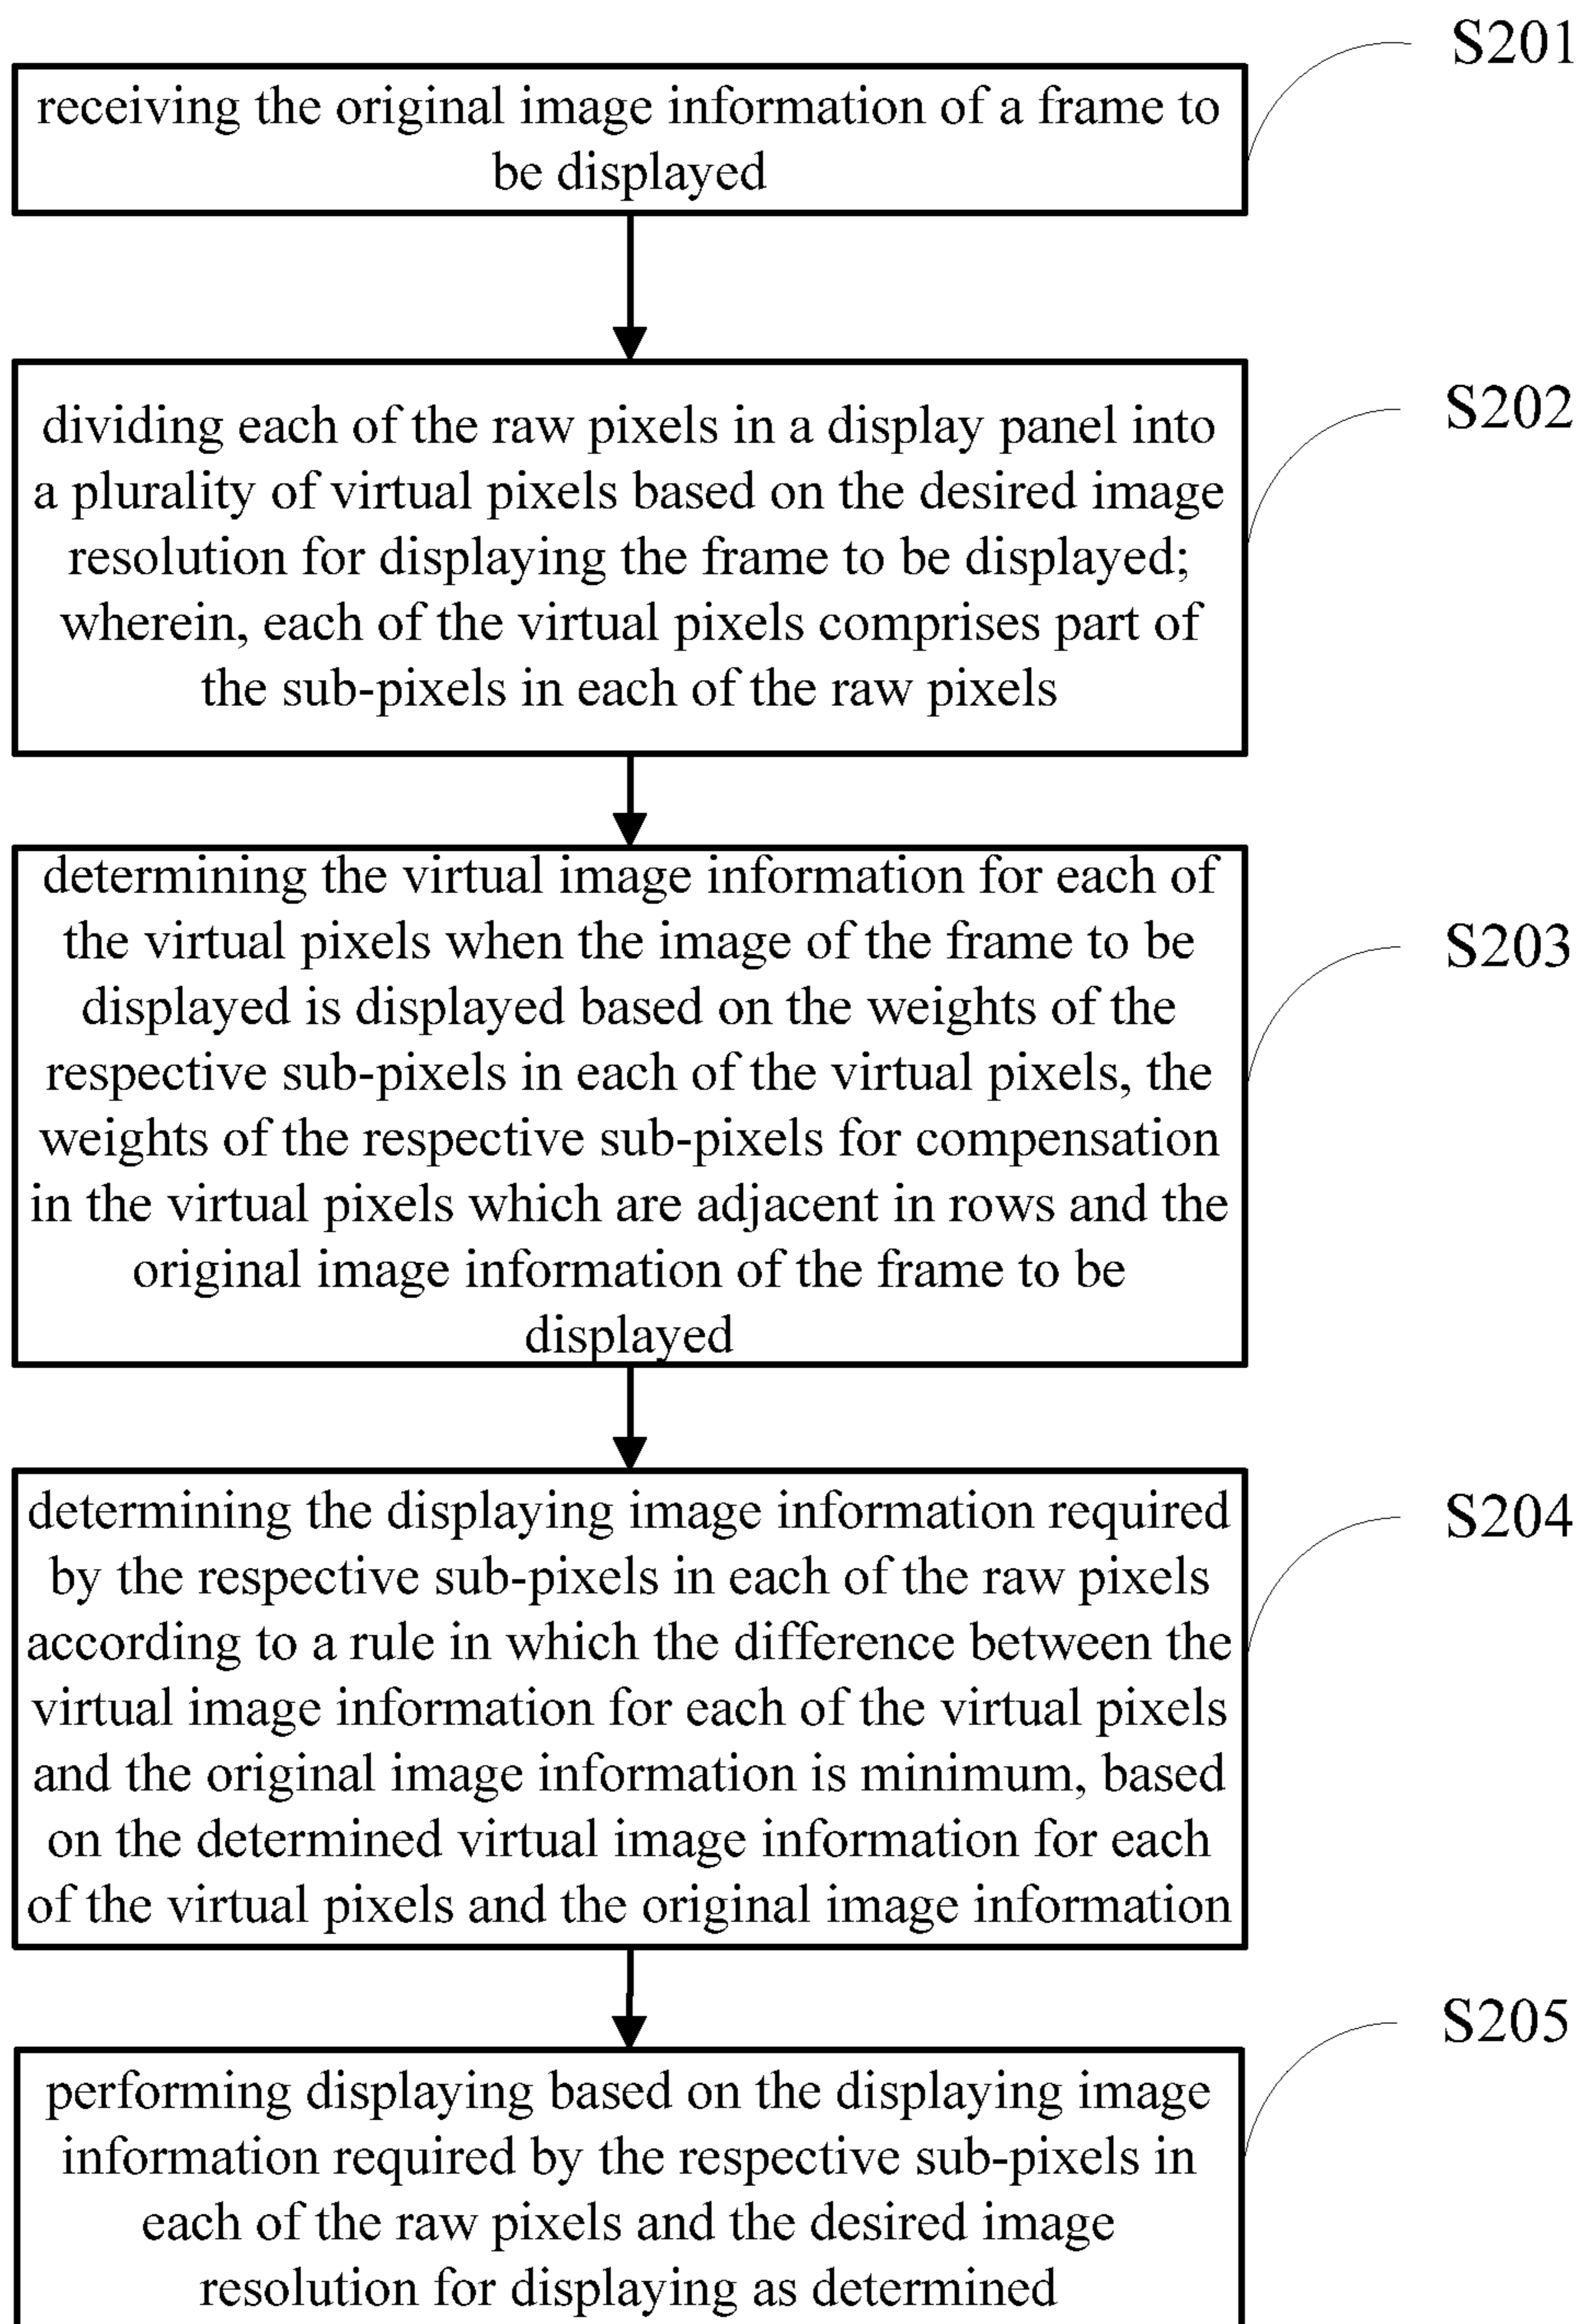 S201
receiving the original image information of a frame to
be displayed
S202
dividing each of the raw pixels in a display panel into
a plurality of virtual pixels based on the desired image
resolution for displaying the frame to be displayed;
wherein, each of the virtual pixels comprises part of
the sub-pixels in each of the raw pixels
S203
determining the virtual image information for each of
the virtual pixels when the image of the frame to be
displayed is displayed based on the weights of the
respective sub-pixels in each of the virtual pixels, the
weights of the respective sub-pixels for compensation
in the virtual pixels which are adjacent in rows and the
original image information of the frame to be
displayed
S204
determining the displaying image information required
by the respective sub-pixels in each of the raw pixels
according to a rule in which the difference between the
virtual image information for each of the virtual pixels
and the original image information is minimum, based
on the determined virtual image information for each
of the virtual pixels and the original image information
S205
performing displaying based on the displaying image
information required by the respective sub-pixels in
each of the raw pixels and the desired image
resolution for displaying as determined